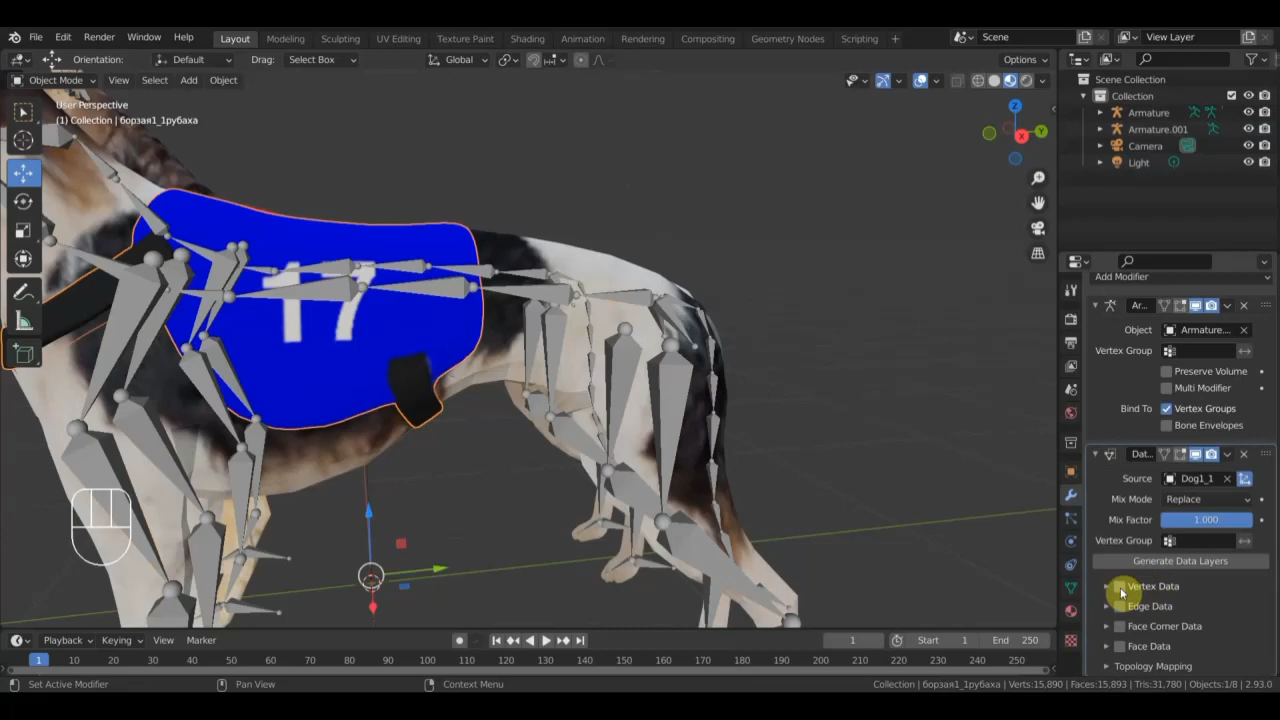 File Edit Render Window Help Layout Modeling Sculpting UV Editing Texture Paint Shading Animation Rendering Compositing Geometry Nodes Scripting + Scene View Layer
Orientation: Default Drag: Select Box Global Options
Object Mode View Select Add Object
User Perspective
(1) Collection | борзая1_1рубаха
17
Z
Y
X
Scene Collection
Collection
Armature
Armature.001
Camera
Light
Add Modifier
Ar...
Object Armature....
Vertex Group
Preserve Volume
Multi Modifier
Bind To Vertex Groups
Bone Envelopes
Dat...
Source Dog1_1
Mix Mode Replace
Mix Factor 1.000
Vertex Group
Generate Data Layers
Vertex Data
Edge Data
Face Corner Data
Face Data
Topology Mapping
Playback Keying View Marker 1 Start 1 End 250
1 10 20 30 40 50 60 70 80 90 100 110 120 130 140 150 160 170 180 190 200 210 220 230 240 250
Set Active Modifier Pan View Context Menu Collection | борзая1_1рубаха | Verts:15,890 | Faces:15,893 | Tris:31,780 | Objects:1/8 | 2.93.0